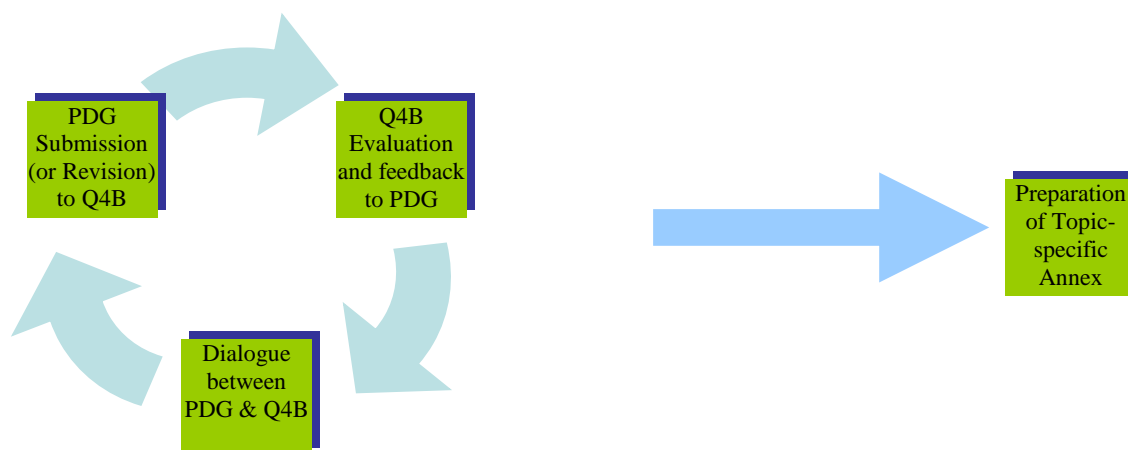 PDG
Submission
(or Revision)
to Q4B
Q4B
Evaluation
and feedback
to PDG
Dialogue
between
PDG & Q4B
Preparation
of Topic-
specific
Annex